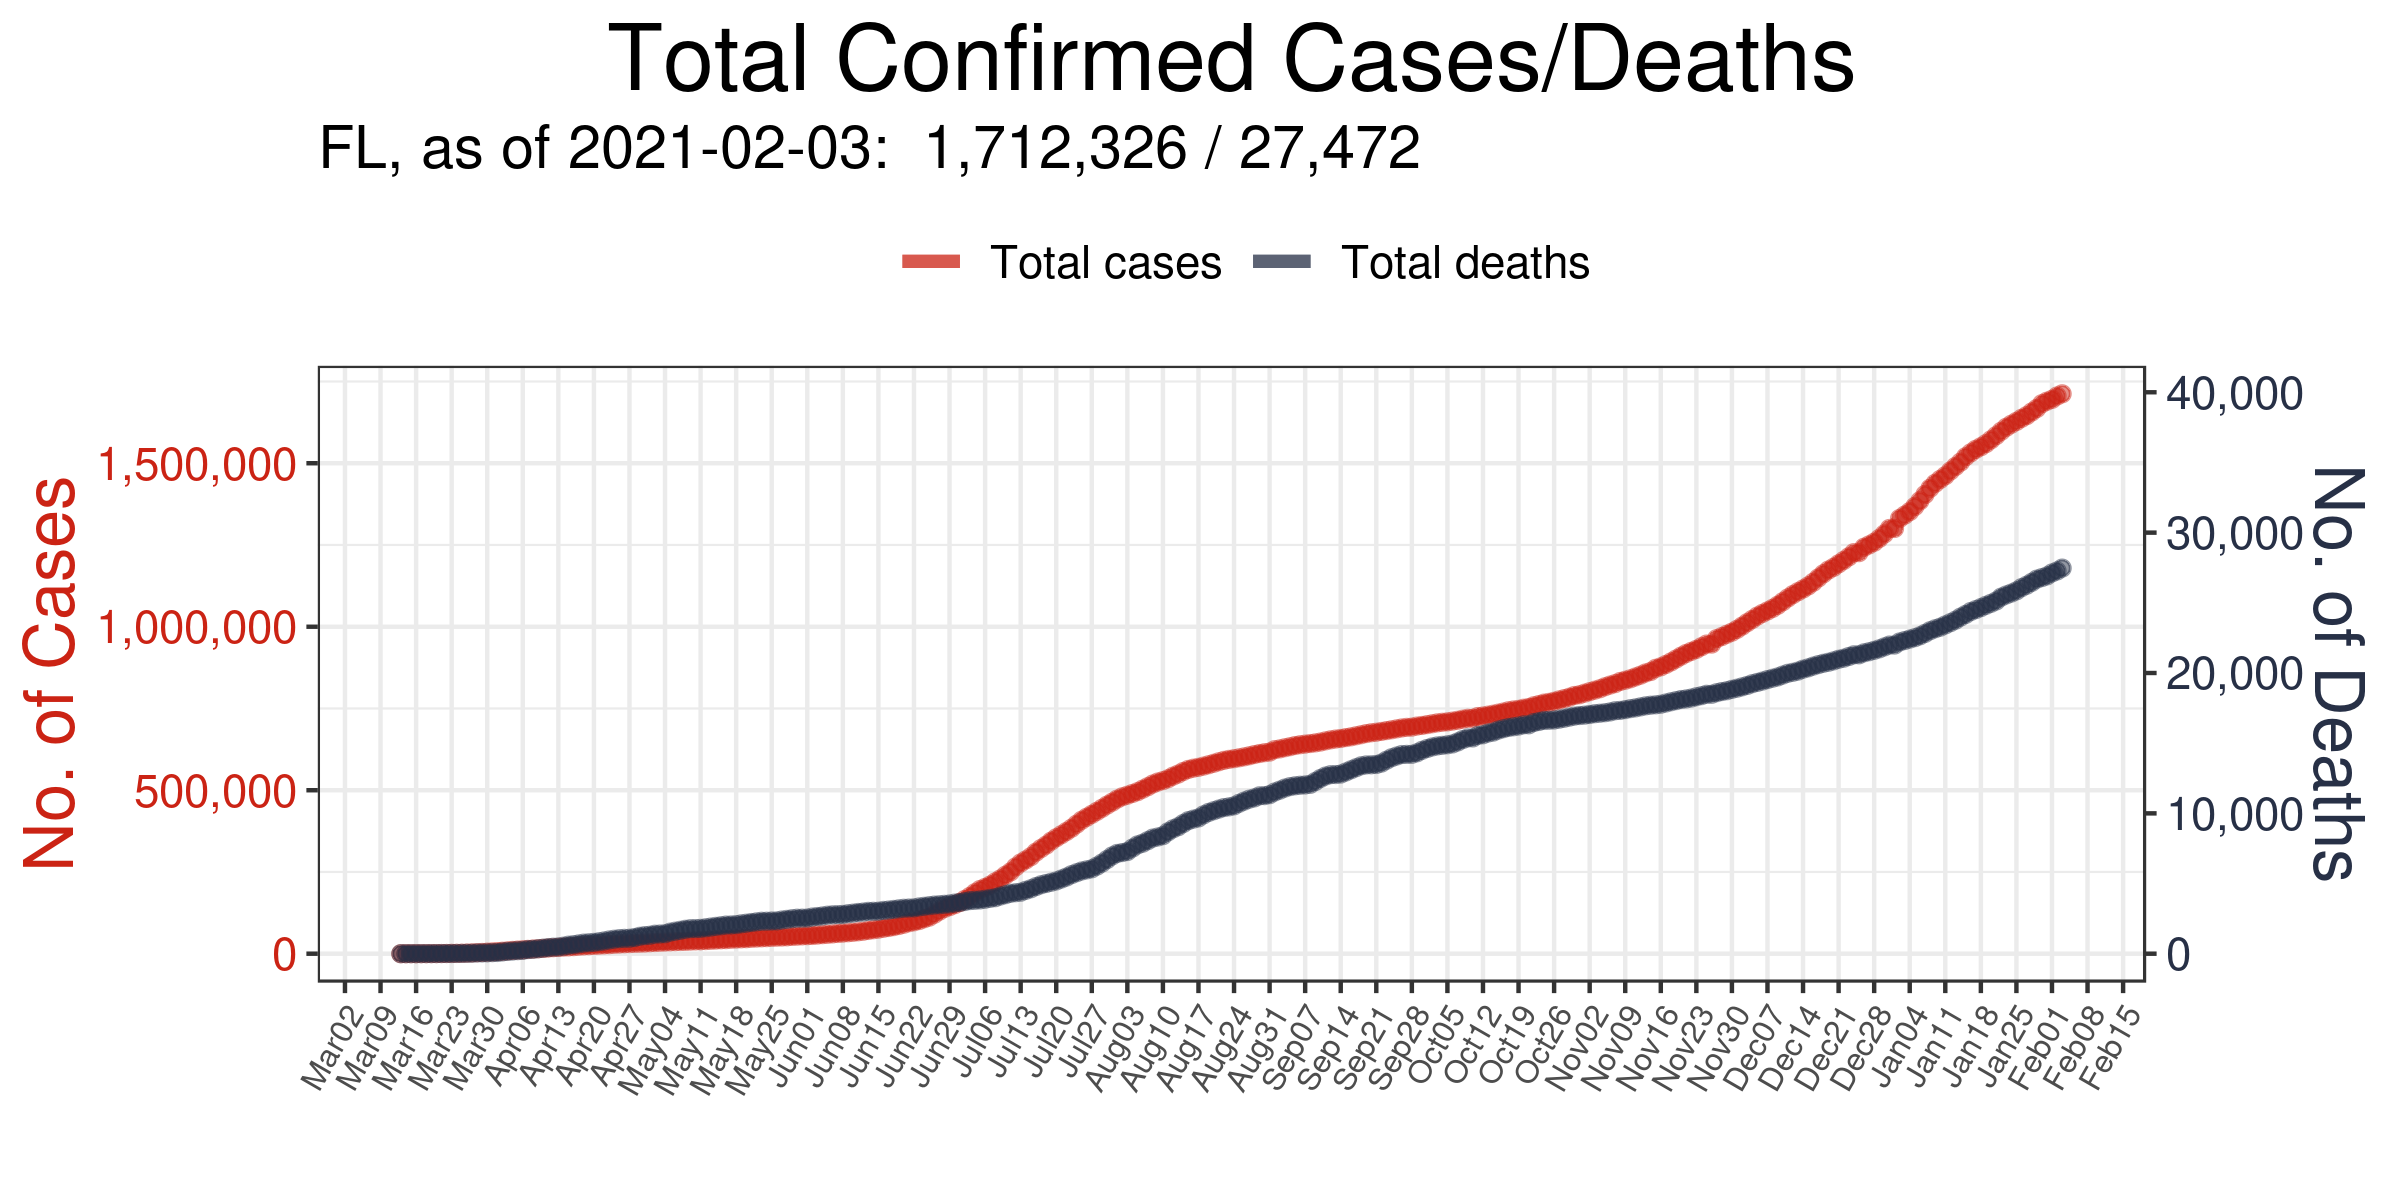 Total Confirmed Cases/Deaths
FL, as of 2021-02-03:  1,712,326 / 27,472
Total cases
Total deaths
No. of Cases
1,500,000
1,000,000
500,000
0
40,000
30,000
20,000
10,000
0
No. of Deaths
Mar02
Mar09
Mar16
Mar23
Mar30
Apr06
Apr13
Apr20
Apr27
May04
May11
May18
May25
Jun01
Jun08
Jun15
Jun22
Jun29
Jul06
Jul13
Jul20
Jul27
Aug03
Aug10
Aug17
Aug24
Aug31
Sep07
Sep14
Sep21
Sep28
Oct05
Oct12
Oct19
Oct26
Nov02
Nov09
Nov16
Nov23
Nov30
Dec07
Dec14
Dec21
Dec28
Jan04
Jan11
Jan18
Jan25
Feb01
Feb08
Feb15